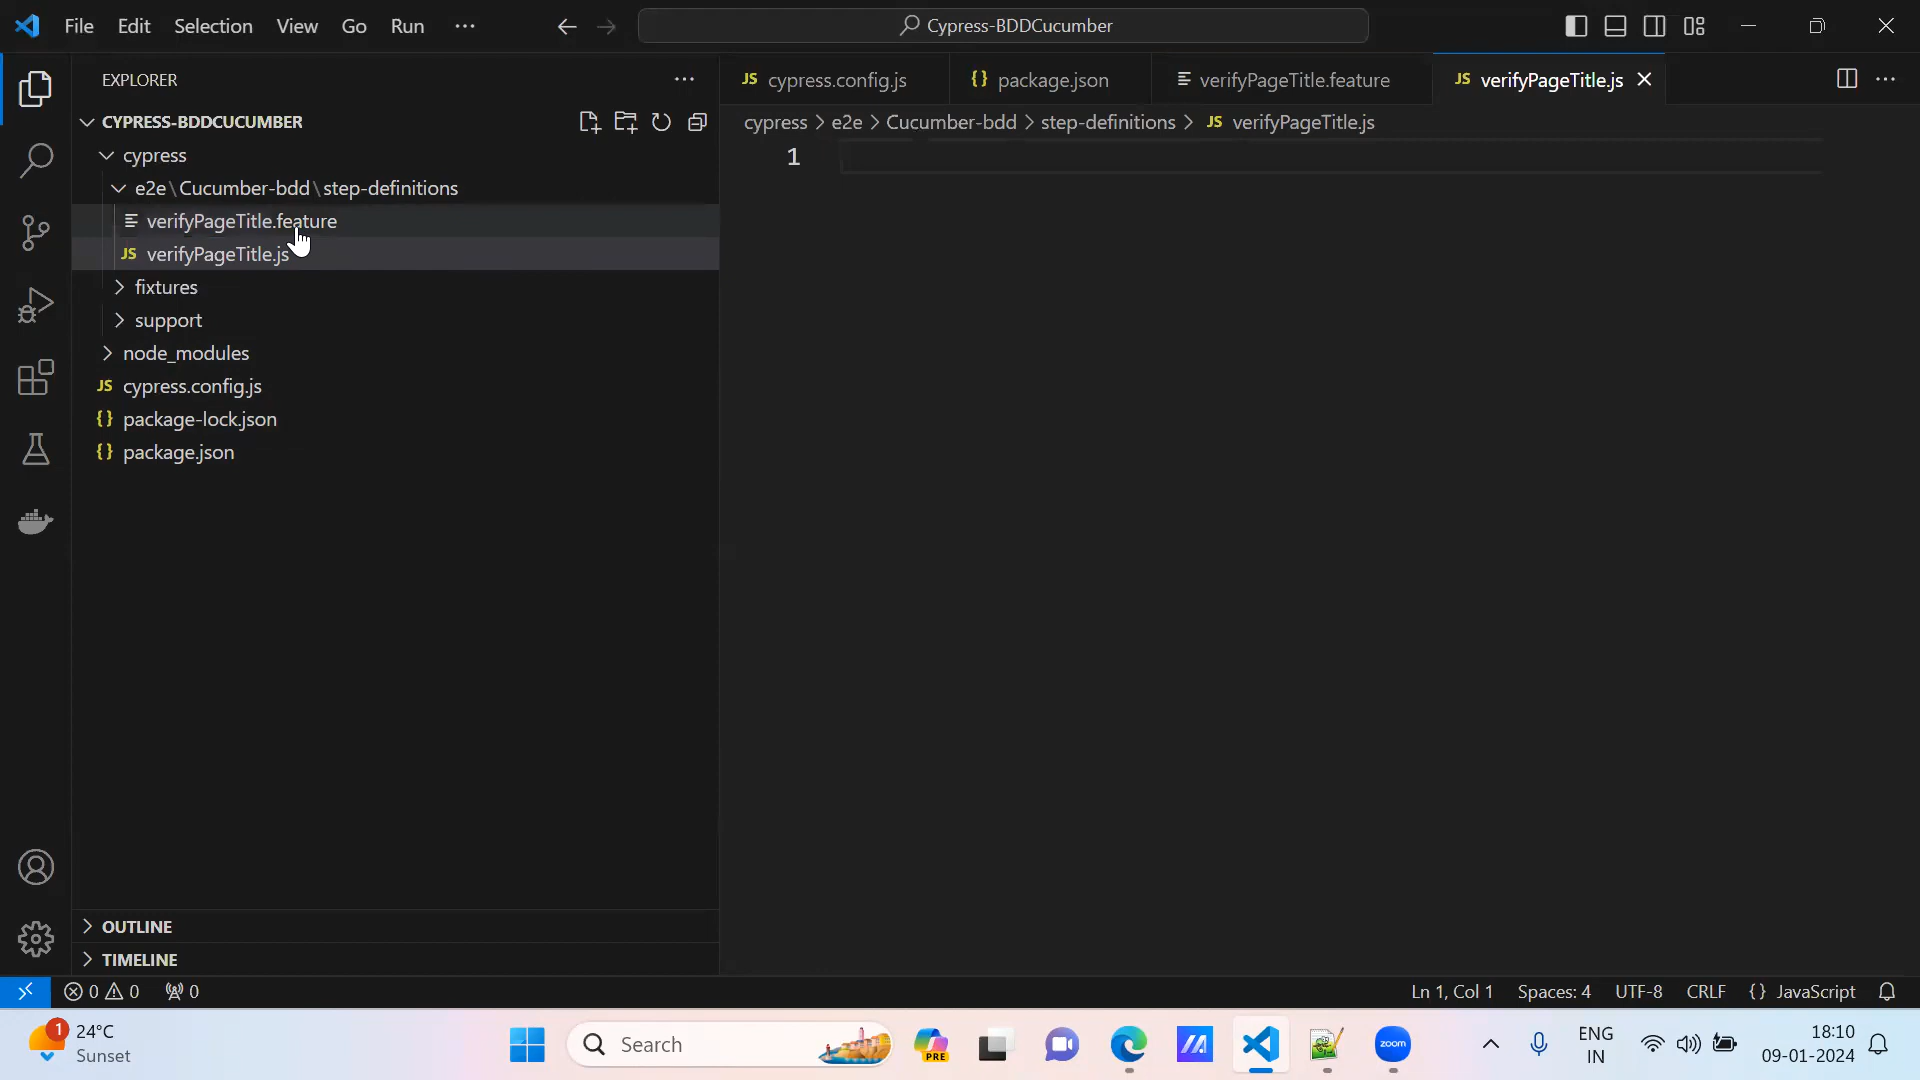 File Edit Selection View Go Run ··· Cypress-BDDCucumber
EXPLORER ···
CYPRESS-BDDCUCUMBER
cypress
e2e\Cucumber-bdd\step-definitions
verifyPageTitle.feature
JS verifyPageTitle.js
fixtures
support
node_modules
JS cypress.config.js
{} package-lock.json
{} package.json
OUTLINE
TIMELINE
JS cypress.config.js {} package.json verifyPageTitle.feature JS verifyPageTitle.js ···
cypress > e2e > Cucumber-bdd > step-definitions > JS verifyPageTitle.js
1
0 0 0 Ln 1, Col 1 Spaces: 4 UTF-8 CRLF {} JavaScript
1 24°C
Sunset
Search
PRE
zoom
ENG
IN
18:10
09-01-2024